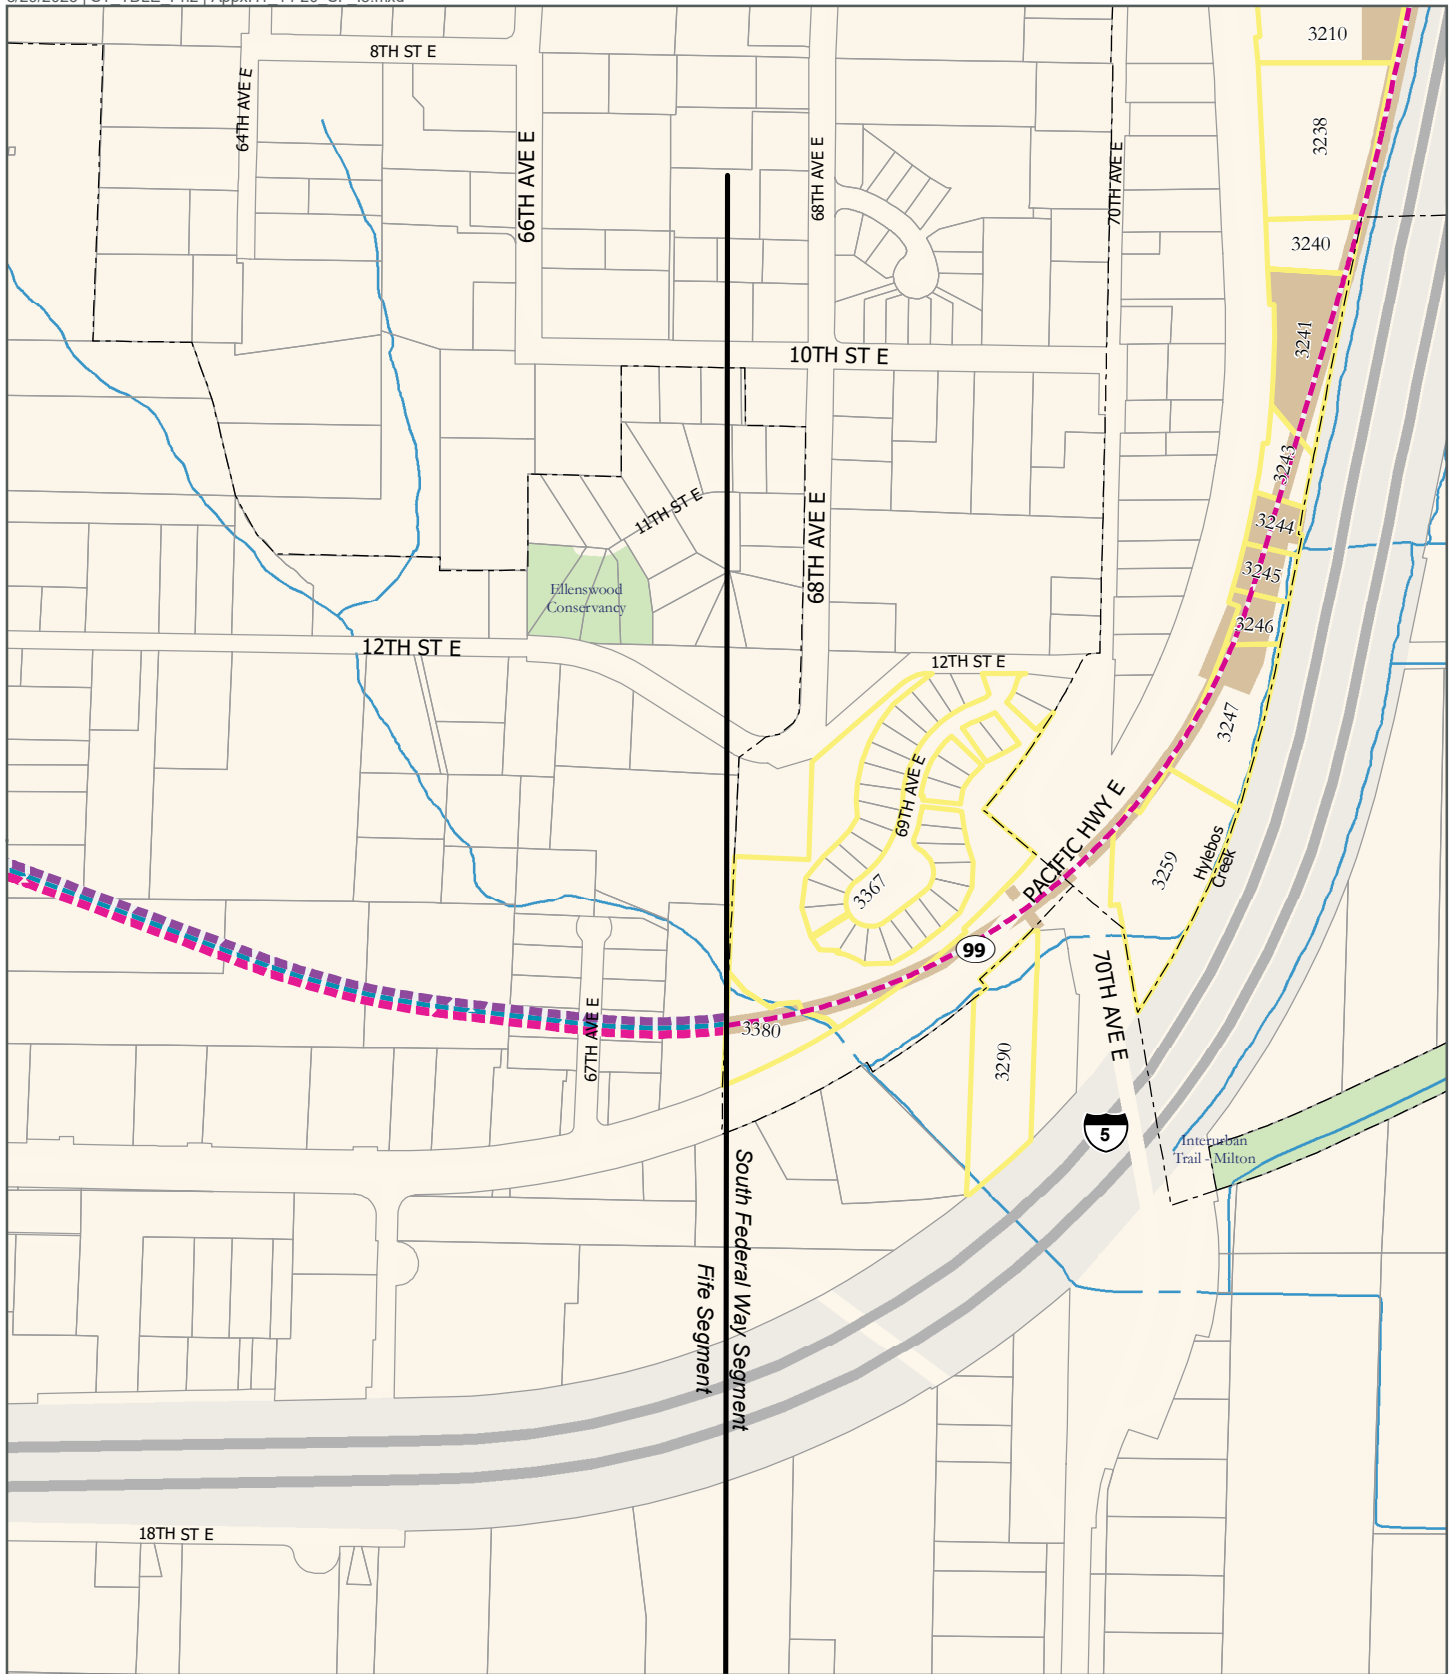 8TH ST E
64TH AVE E
66TH AVE E
68TH AVE E
70TH AVE E
3210
3238
3240
3241
10TH ST E
3243
11TH ST E
68TH AVE E
3244
3245
3246
Ellenswood
Conservancy
12TH ST E
12TH ST E
3247
69TH AVE E
PACIFIC HWY E
3259
Hylebos
Creek
3367
99
70TH AVE E
67TH AVE E
3380
3290
5
Interurban
Trail - Milton
South Federal Way Segment
Fife Segment
18TH ST E